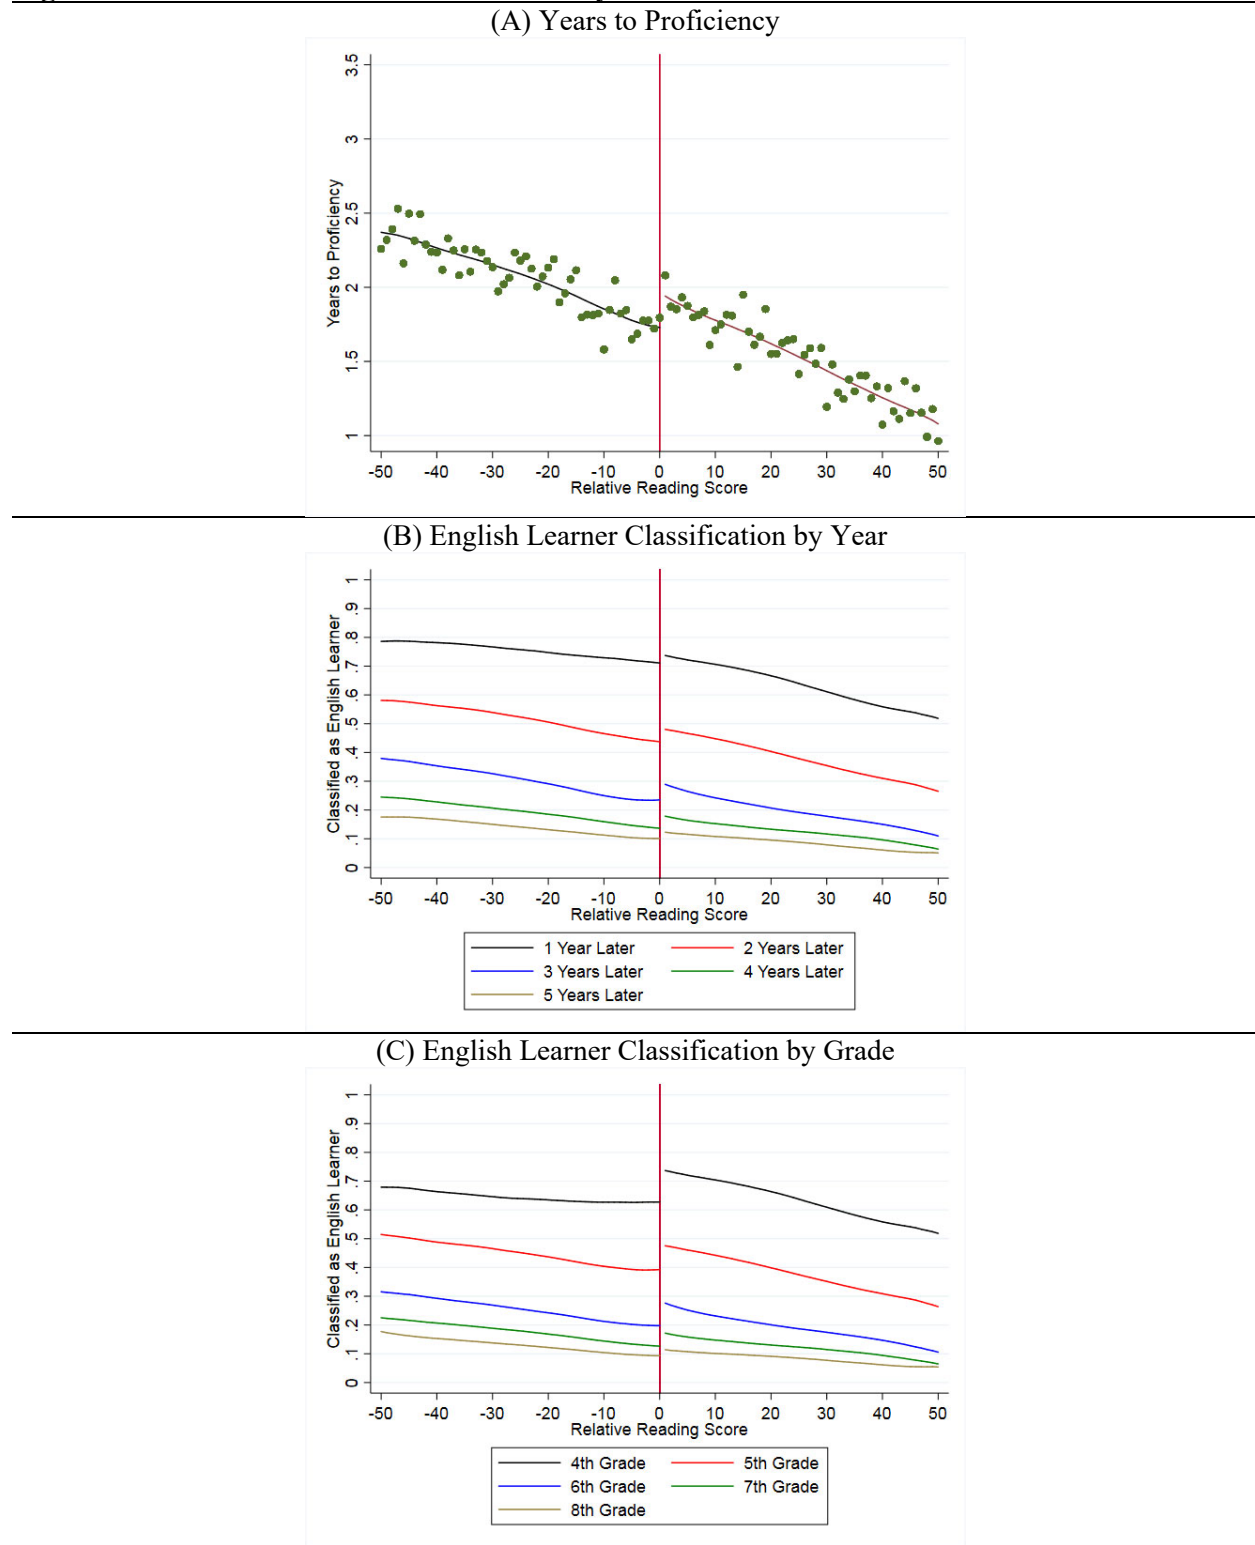 (A) Years to Proficiency
3.5
3
2.5
2
1.5
1
Years to Proficiency
-50 -40 -30 -20 -10 0 10 20 30 40 50
Relative Reading Score
(B) English Learner Classification by Year
1
.9
.8
.7
.6
.5
.4
.3
.2
.1
0
Classified as English Learner
-50 -40 -30 -20 -10 0 10 20 30 40 50
Relative Reading Score
1 Year Later 2 Years Later
3 Years Later 4 Years Later
5 Years Later
(C) English Learner Classification by Grade
1
.9
.8
.7
.6
.5
.4
.3
.2
.1
0
Classified as English Learner
-50 -40 -30 -20 -10 0 10 20 30 40 50
Relative Reading Score
4th Grade 5th Grade
6th Grade 7th Grade
8th Grade